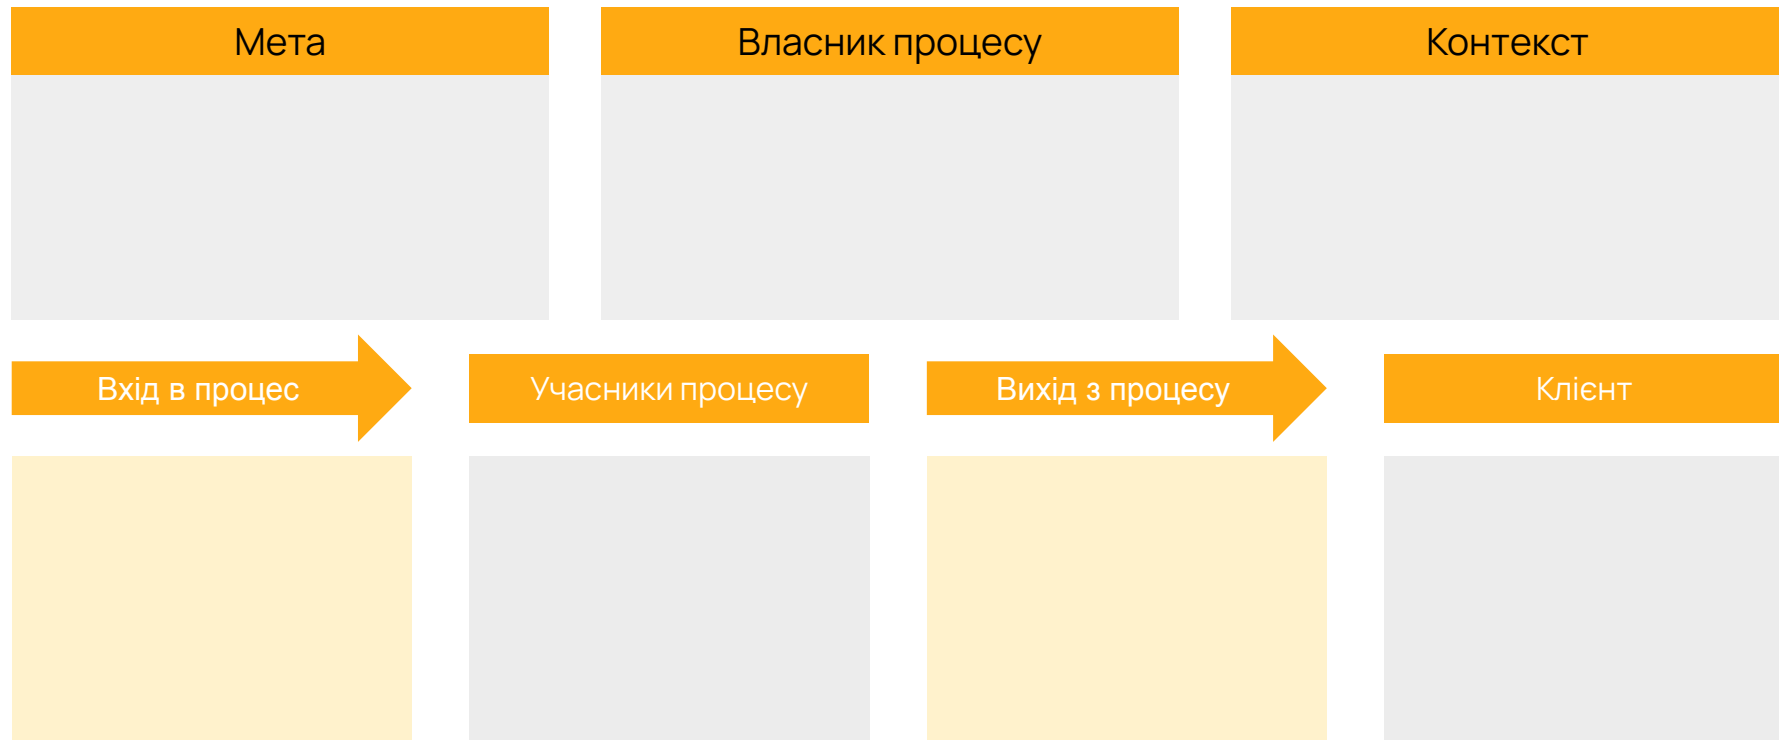 Мета
Власник процесу
Контекст
Вхід в процес
Учасники процесу
Вихід з процесу
Клієнт